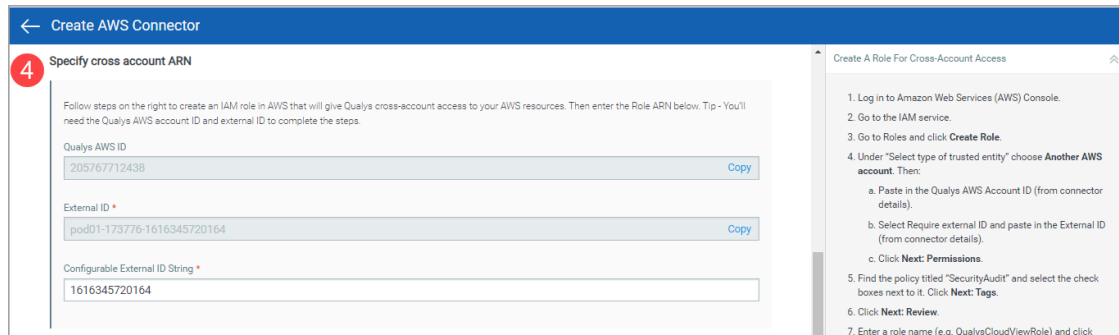 Create AWS Connector
4
Specify cross account ARN
Follow steps on the right to create an IAM role in AWS that will give Qualys cross-account access to your AWS resources. Then enter the Role ARN below. Tip - You'll
need the Qualys AWS account ID and external ID to complete the steps.
Qualys AWS ID
205767712438
Copy
External ID *
pod01-173776-1616345720164
Copy
Configurable External ID String *
1616345720164
Create A Role For Cross-Account Access
1. Log in to Amazon Web Services (AWS) Console.
2. Go to the IAM service.
3. Go to Roles and click Create Role.
4. Under "Select type of trusted entity" choose Another AWS
account. Then:
a. Paste in the Qualys AWS Account ID (from connector
details).
b. Select Require external ID and paste in the External ID
(from connector details).
c. Click Next: Permissions.
5. Find the policy titled "SecurityAudit" and select the check
boxes next to it. Click Next: Tags.
6. Click Next: Review.
7. Enter a role name (e.g. QualysCloudViewRole) and click